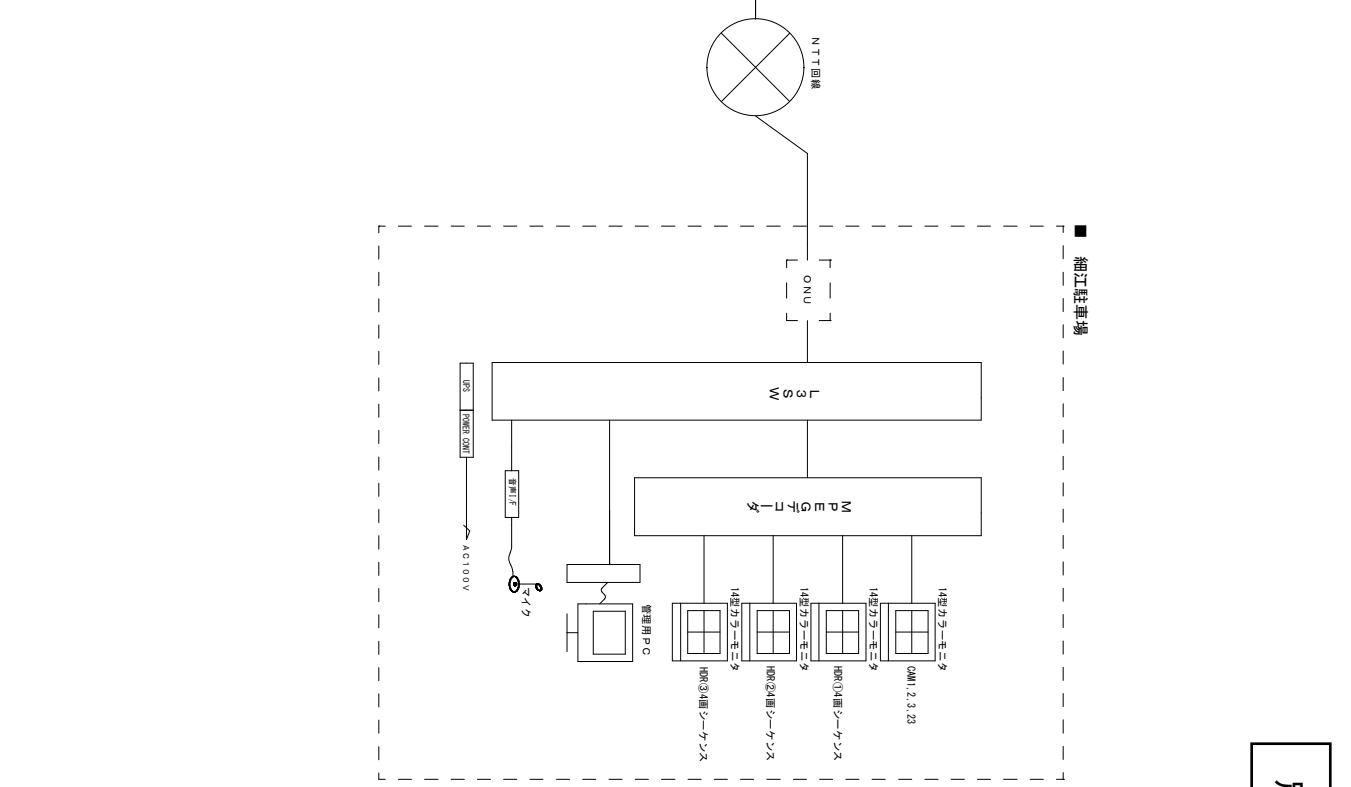 NTT回線
■ 細江駐車場
ONU
L3SW
UPS
POWER CONT
AC100V
音声I/F
マイク
MPEGデコーダ
管理用PC
14型カラーモニタ
CAM1,2,3,23
14型カラーモニタ
HDR①4画シーケンス
14型カラーモニタ
HDR②4画シーケンス
14型カラーモニタ
HDR③4画シーケンス